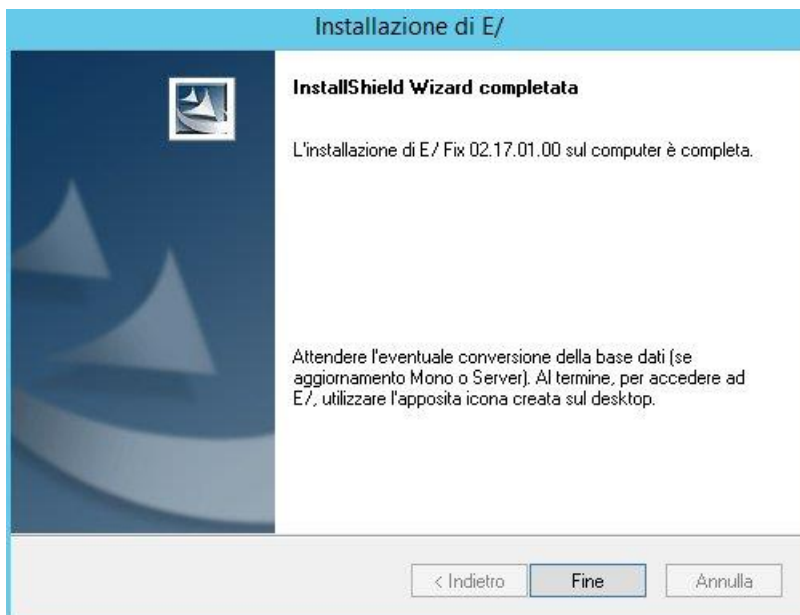 Installazione di E/
InstallShield Wizard completata
L'installazione di E/ Fix 02.17.01.00 sul computer è completa.
Attendere l'eventuale conversione della base dati (se
aggiornamento Mono o Server). Al termine, per accedere ad
E/, utilizzare l'apposita icona creata sul desktop.
< Indietro
Fine
Annulla